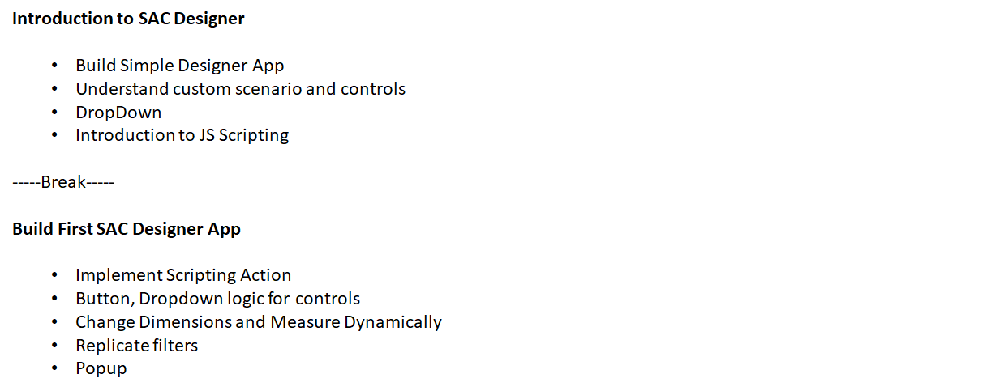 Introduction to SAC Designer
• Build Simple Designer App
• Understand custom scenario and controls
• DropDown
• Introduction to JS Scripting
-----Break-----
Build First SAC Designer App
• Implement Scripting Action
• Button, Dropdown logic for controls
• Change Dimensions and Measure Dynamically
• Replicate filters
• Popup